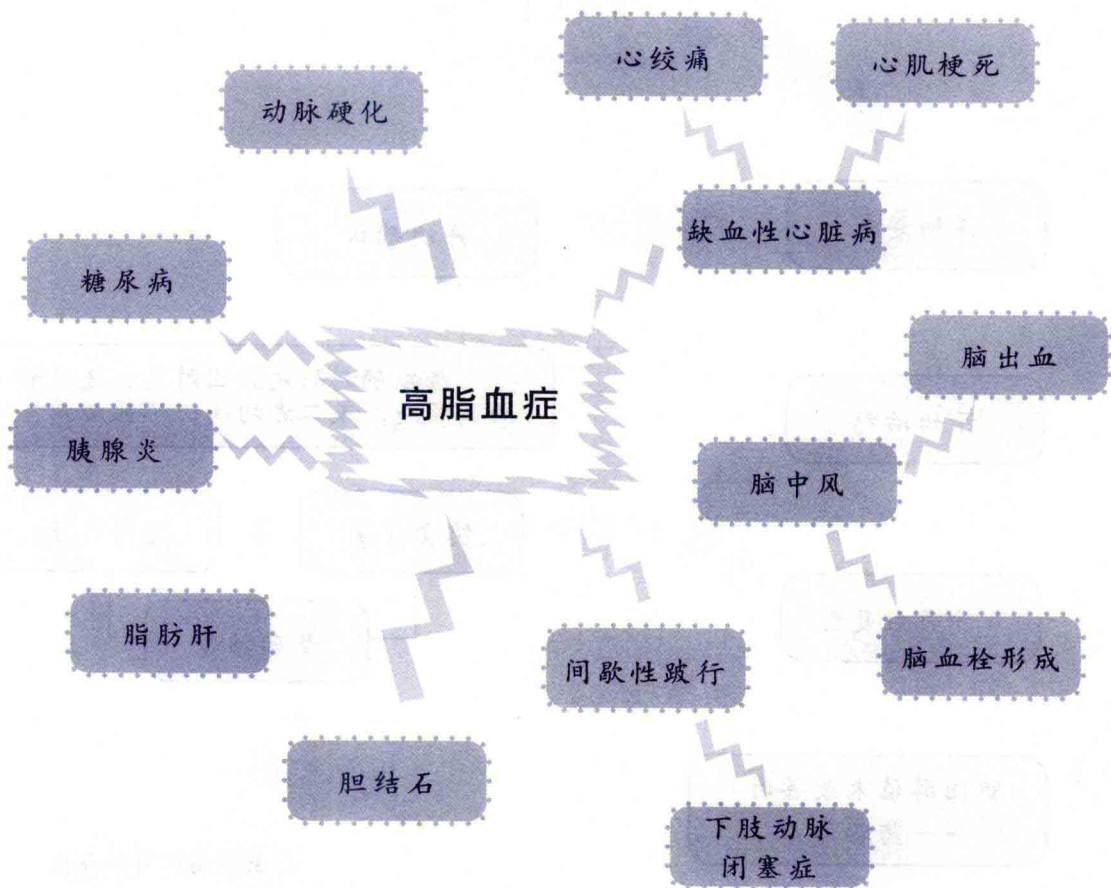 心绞痛
心肌梗死
动脉硬化
缺血性心脏病
糖尿病
脑出血
高脂血症
胰腺炎
脑中风
脂肪肝
间歇性跛行
脑血栓形成
胆结石
下肢动脉
闭塞症